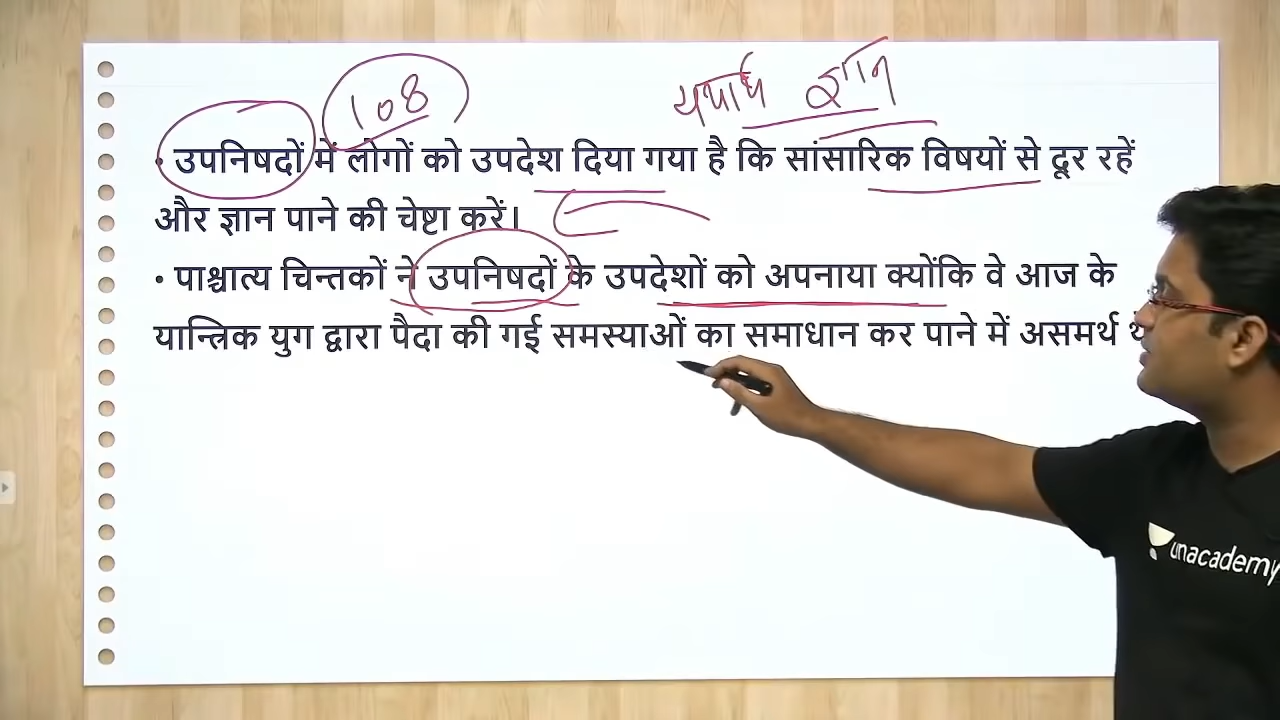 108
यथार्थ ज्ञान
• उपनिषदों में लोगों को उपदेश दिया गया है कि सांसारिक विषयों से दूर रहें
और ज्ञान पाने की चेष्टा करें।
• पाश्चात्य चिन्तकों ने उपनिषदों के उपदेशों को अपनाया क्योंकि वे आज के
यान्त्रिक युग द्वारा पैदा की गई समस्याओं का समाधान कर पाने में असमर्थ
unacademy